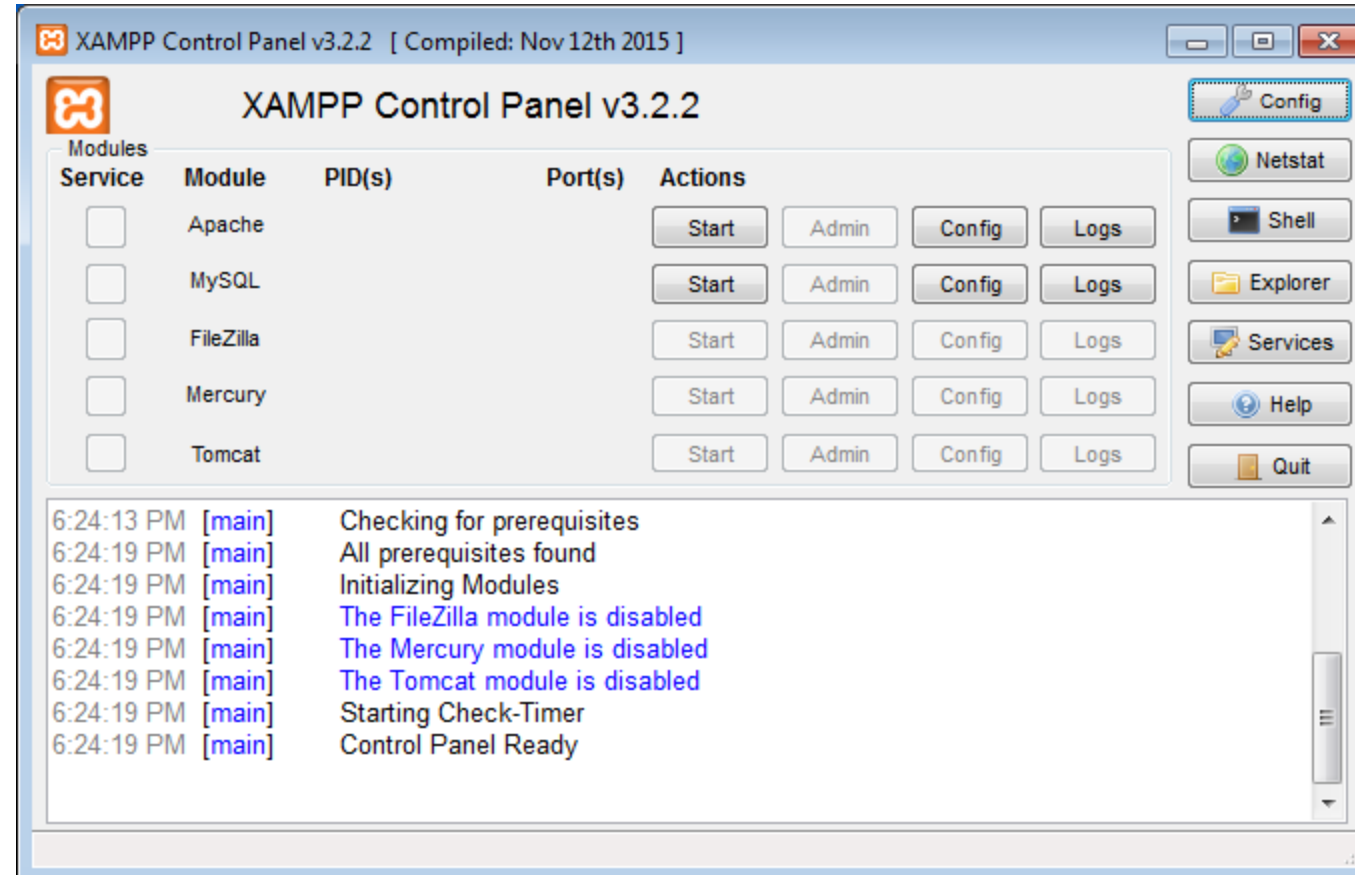 XAMPP Control Panel v3.2.2 [ Compiled: Nov 12th 2015 ]
XAMPP Control Panel v3.2.2
Config
Modules
Netstat
Service Module PID(s) Port(s) Actions
Apache Start Admin Config Logs
Shell
MySQL Start Admin Config Logs
Explorer
FileZilla Start Admin Config Logs
Services
Mercury Start Admin Config Logs
Help
Tomcat Start Admin Config Logs
Quit
6:24:13 PM [main] Checking for prerequisites
6:24:19 PM [main] All prerequisites found
6:24:19 PM [main] Initializing Modules
6:24:19 PM [main] The FileZilla module is disabled
6:24:19 PM [main] The Mercury module is disabled
6:24:19 PM [main] The Tomcat module is disabled
6:24:19 PM [main] Starting Check-Timer
6:24:19 PM [main] Control Panel Ready